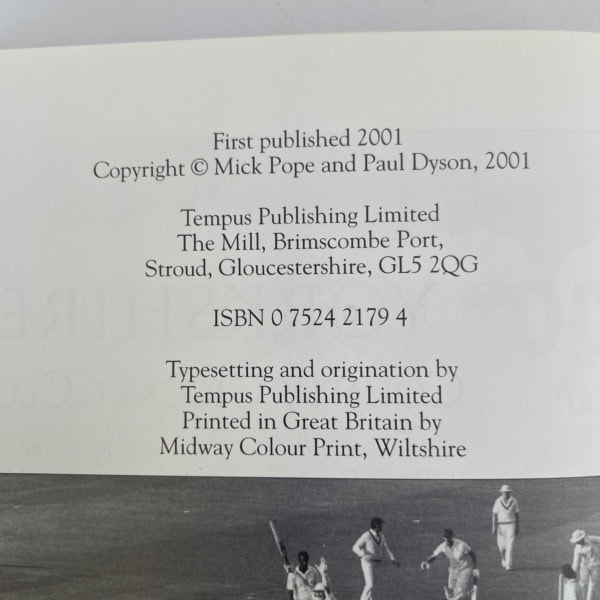 First published 2001
Copyright © Mick Pope and Paul Dyson, 2001
Tempus Publishing Limited
The Mill, Brimscombe Port,
Stroud, Gloucestershire, GL5 2QG
ISBN 0 7524 2179 4
Typesetting and origination by
Tempus Publishing Limited
Printed in Great Britain by
Midway Colour Print, Wiltshire